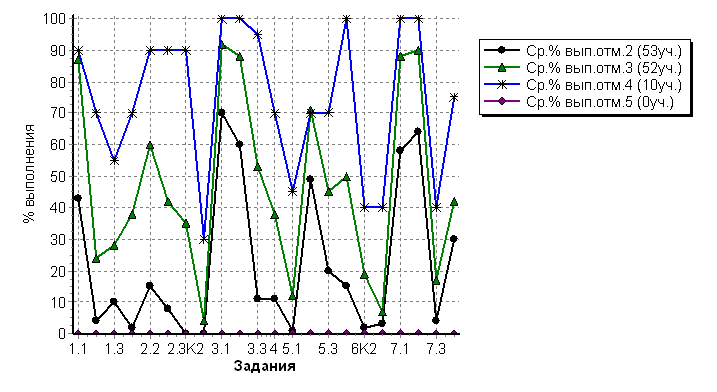 % выполнения
100
90
80
70
60
50
40
30
20
10
0
1.1 1.3 2.2 2.3К2 3.1 3.3 4 5.1 5.3 6К2 7.1 7.3
Задания
Ср.% вып.отм.2 (53уч.)
Ср.% вып.отм.3 (52уч.)
Ср.% вып.отм.4 (10уч.)
Ср.% вып.отм.5 (0уч.)